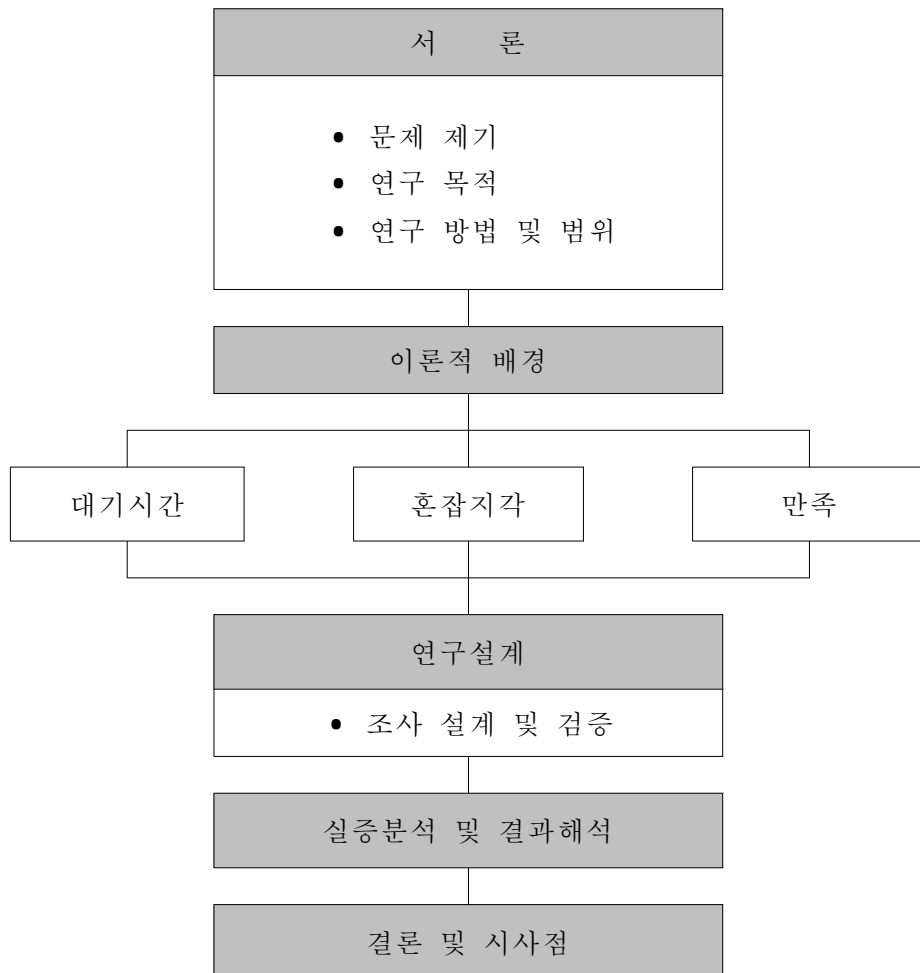 서 론
• 문제 제기
• 연구 목적
• 연구 방법 및 범위
이론적 배경
대기시간 혼잡지각 만족
연구설계
• 조사 설계 및 검증
실증분석 및 결과해석
결론 및 시사점